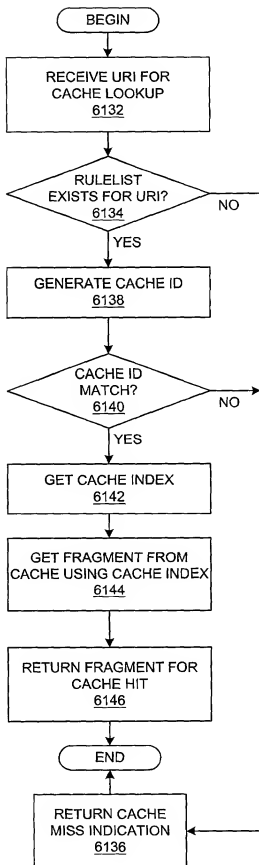 BEGIN
RECEIVE URI FOR
CACHE LOOKUP
6132
RULELIST
EXISTS FOR URI?
6134
NO
YES
GENERATE CACHE ID
6138
CACHE ID
MATCH?
6140
NO
YES
GET CACHE INDEX
6142
GET FRAGMENT FROM
CACHE USING CACHE INDEX
6144
RETURN FRAGMENT FOR
CACHE HIT
6146
END
RETURN CACHE
MISS INDICATION
6136